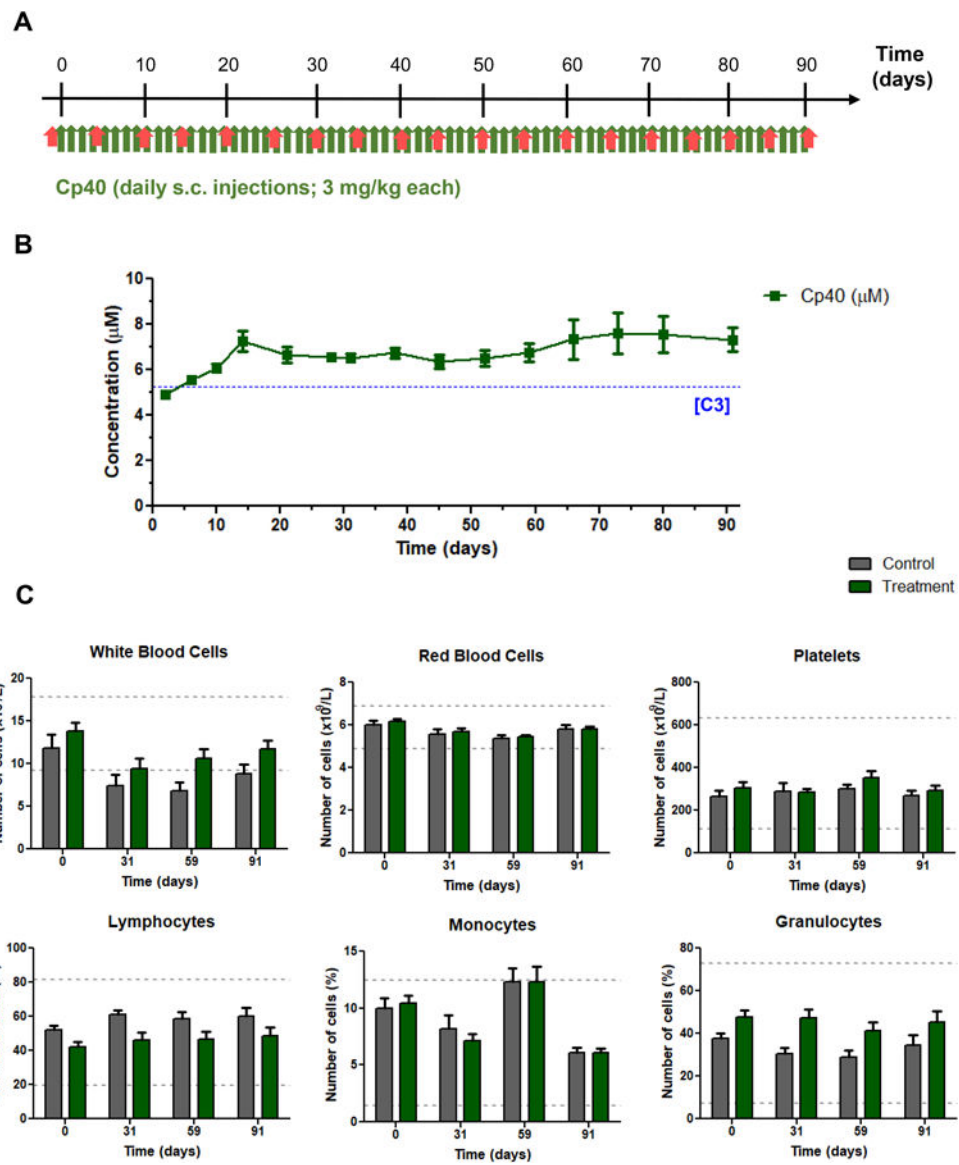 A
Time
(days)
0 10 20 30 40 50 60 70 80 90
Cp40 (daily s.c. injections; 3 mg/kg each)
B
Concentration (μM)
10
8
6
4
2
0
Cp40 (μM)
[C3]
0 10 20 30 40 50 60 70 80 90
Time (days)
Control
Treatment
C
White Blood Cells
20
15
10
5
0
0 31 59 91
Time (days)
Red Blood Cells
Number of cells (x10⁹/L)
8
6
4
2
0
0 31 59 91
Time (days)
Platelets
Number of cells (x10⁹/L)
800
600
400
200
0
0 31 59 91
Time (days)
Lymphocytes
100
80
60
40
20
0
0 31 59 91
Time (days)
Monocytes
Number of cells (%)
15
10
5
0
0 31 59 91
Time (days)
Granulocytes
Number of cells (%)
80
60
40
20
0
0 31 59 91
Time (days)